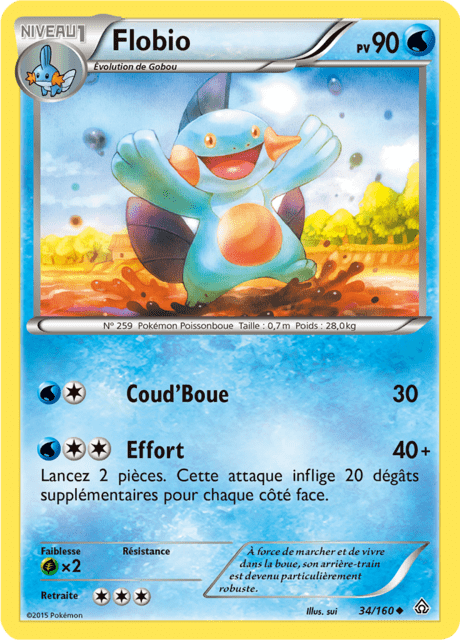 NIVEAU 1
Flobio
PV 90
Évolution de Gobou
N° 259 Pokémon Poissonboue Taille : 0,7 m Poids : 28,0 kg
Coud'Boue 30
Effort 40+
Lancez 2 pièces. Cette attaque inflige 20 dégâts
supplémentaires pour chaque côté face.
Faiblesse Résistance
×2
Retraite
À force de marcher et de vivre
dans la boue, son arrière-train
est devenu particulièrement
robuste.
©2015 Pokémon
Illus. sui 34/160